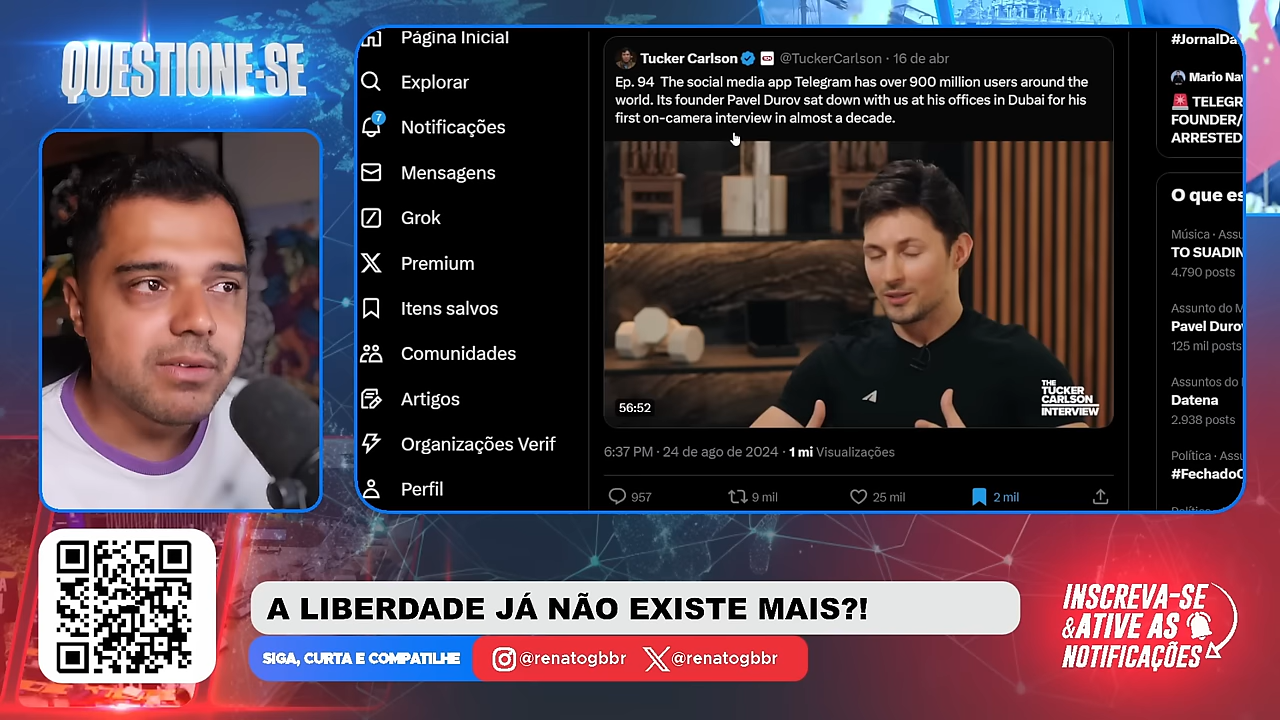 QUESTIONE-SE
Página Inicial
Explorar
7
Notificações
Mensagens
Grok
Premium
Itens salvos
Comunidades
Artigos
Organizações Verif
Perfil
Tucker Carlson @TuckerCarlson · 16 de abr
Ep. 94 The social media app Telegram has over 900 million users around the
world. Its founder Pavel Durov sat down with us at his offices in Dubai for his
first on-camera interview in almost a decade.
56:52
THE
TUCKER
CARLSON
INTERVIEW
6:37 PM · 24 de ago de 2024 · 1 mi Visualizações
957 9 mil 25 mil 2 mil
#JornalDa
Mario Na
TELEGR
FOUNDER/
ARRESTED
O que es
Música · Assu
TO SUADIN
4.790 posts
Assunto do M
Pavel Durov
125 mil posts
Assuntos do
Datena
2.938 posts
Política · Assu
#FechadoC
A LIBERDADE JÁ NÃO EXISTE MAIS?!
SIGA, CURTA E COMPATILHE
@renatogbbr @renatogbbr
INSCREVA-SE
&ATIVE AS
NOTIFICAÇÕES